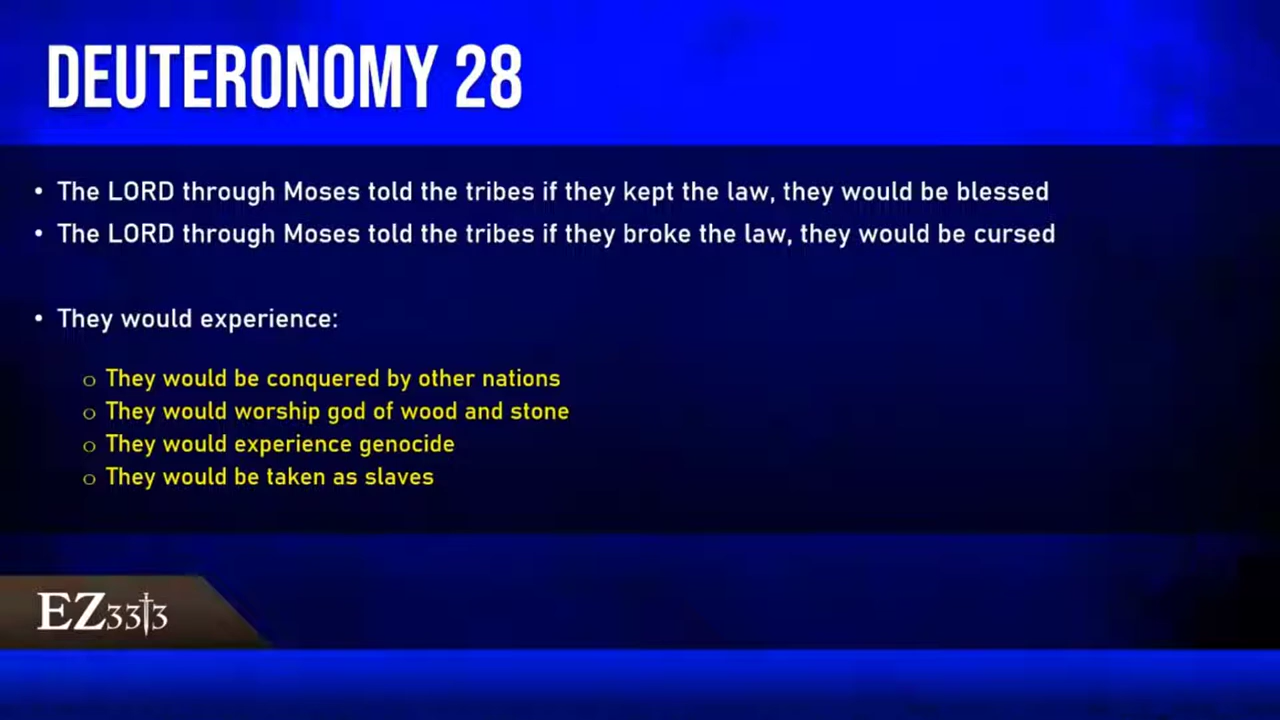 DEUTERONOMY 28
• The LORD through Moses told the tribes if they kept the law, they would be blessed
• The LORD through Moses told the tribes if they broke the law, they would be cursed
• They would experience:
o They would be conquered by other nations
o They would worship god of wood and stone
o They would experience genocide
o They would be taken as slaves
EZ33†3